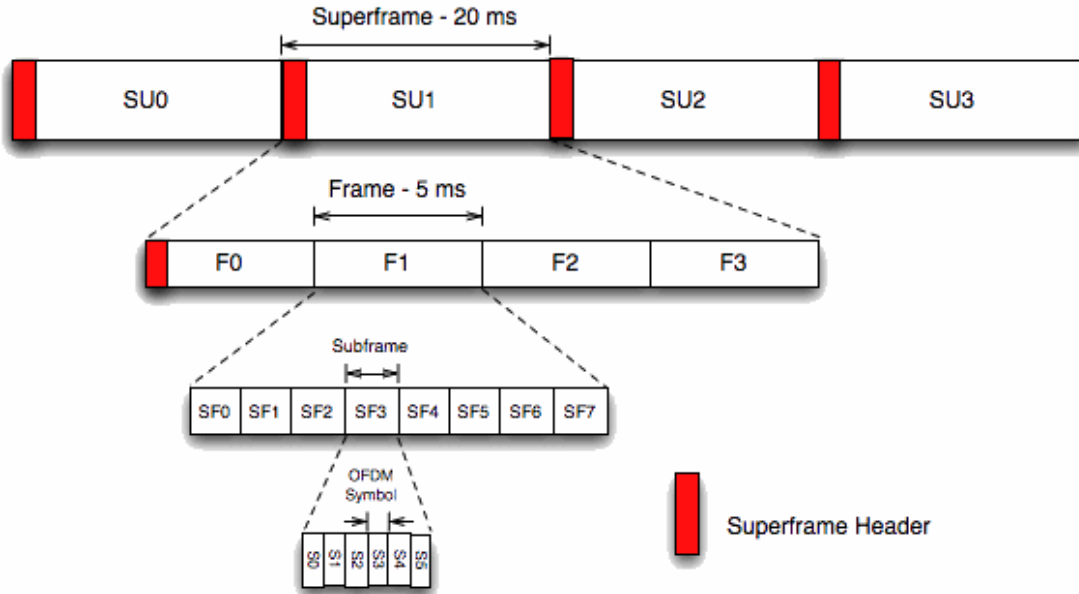 Superframe - 20 ms
SU0 SU1 SU2 SU3
Frame - 5 ms
F0 F1 F2 F3
Subframe
SF0 SF1 SF2 SF3 SF4 SF5 SF6 SF7
OFDM
Symbol
S0 S1 S2 S3 S4 S5
Superframe Header